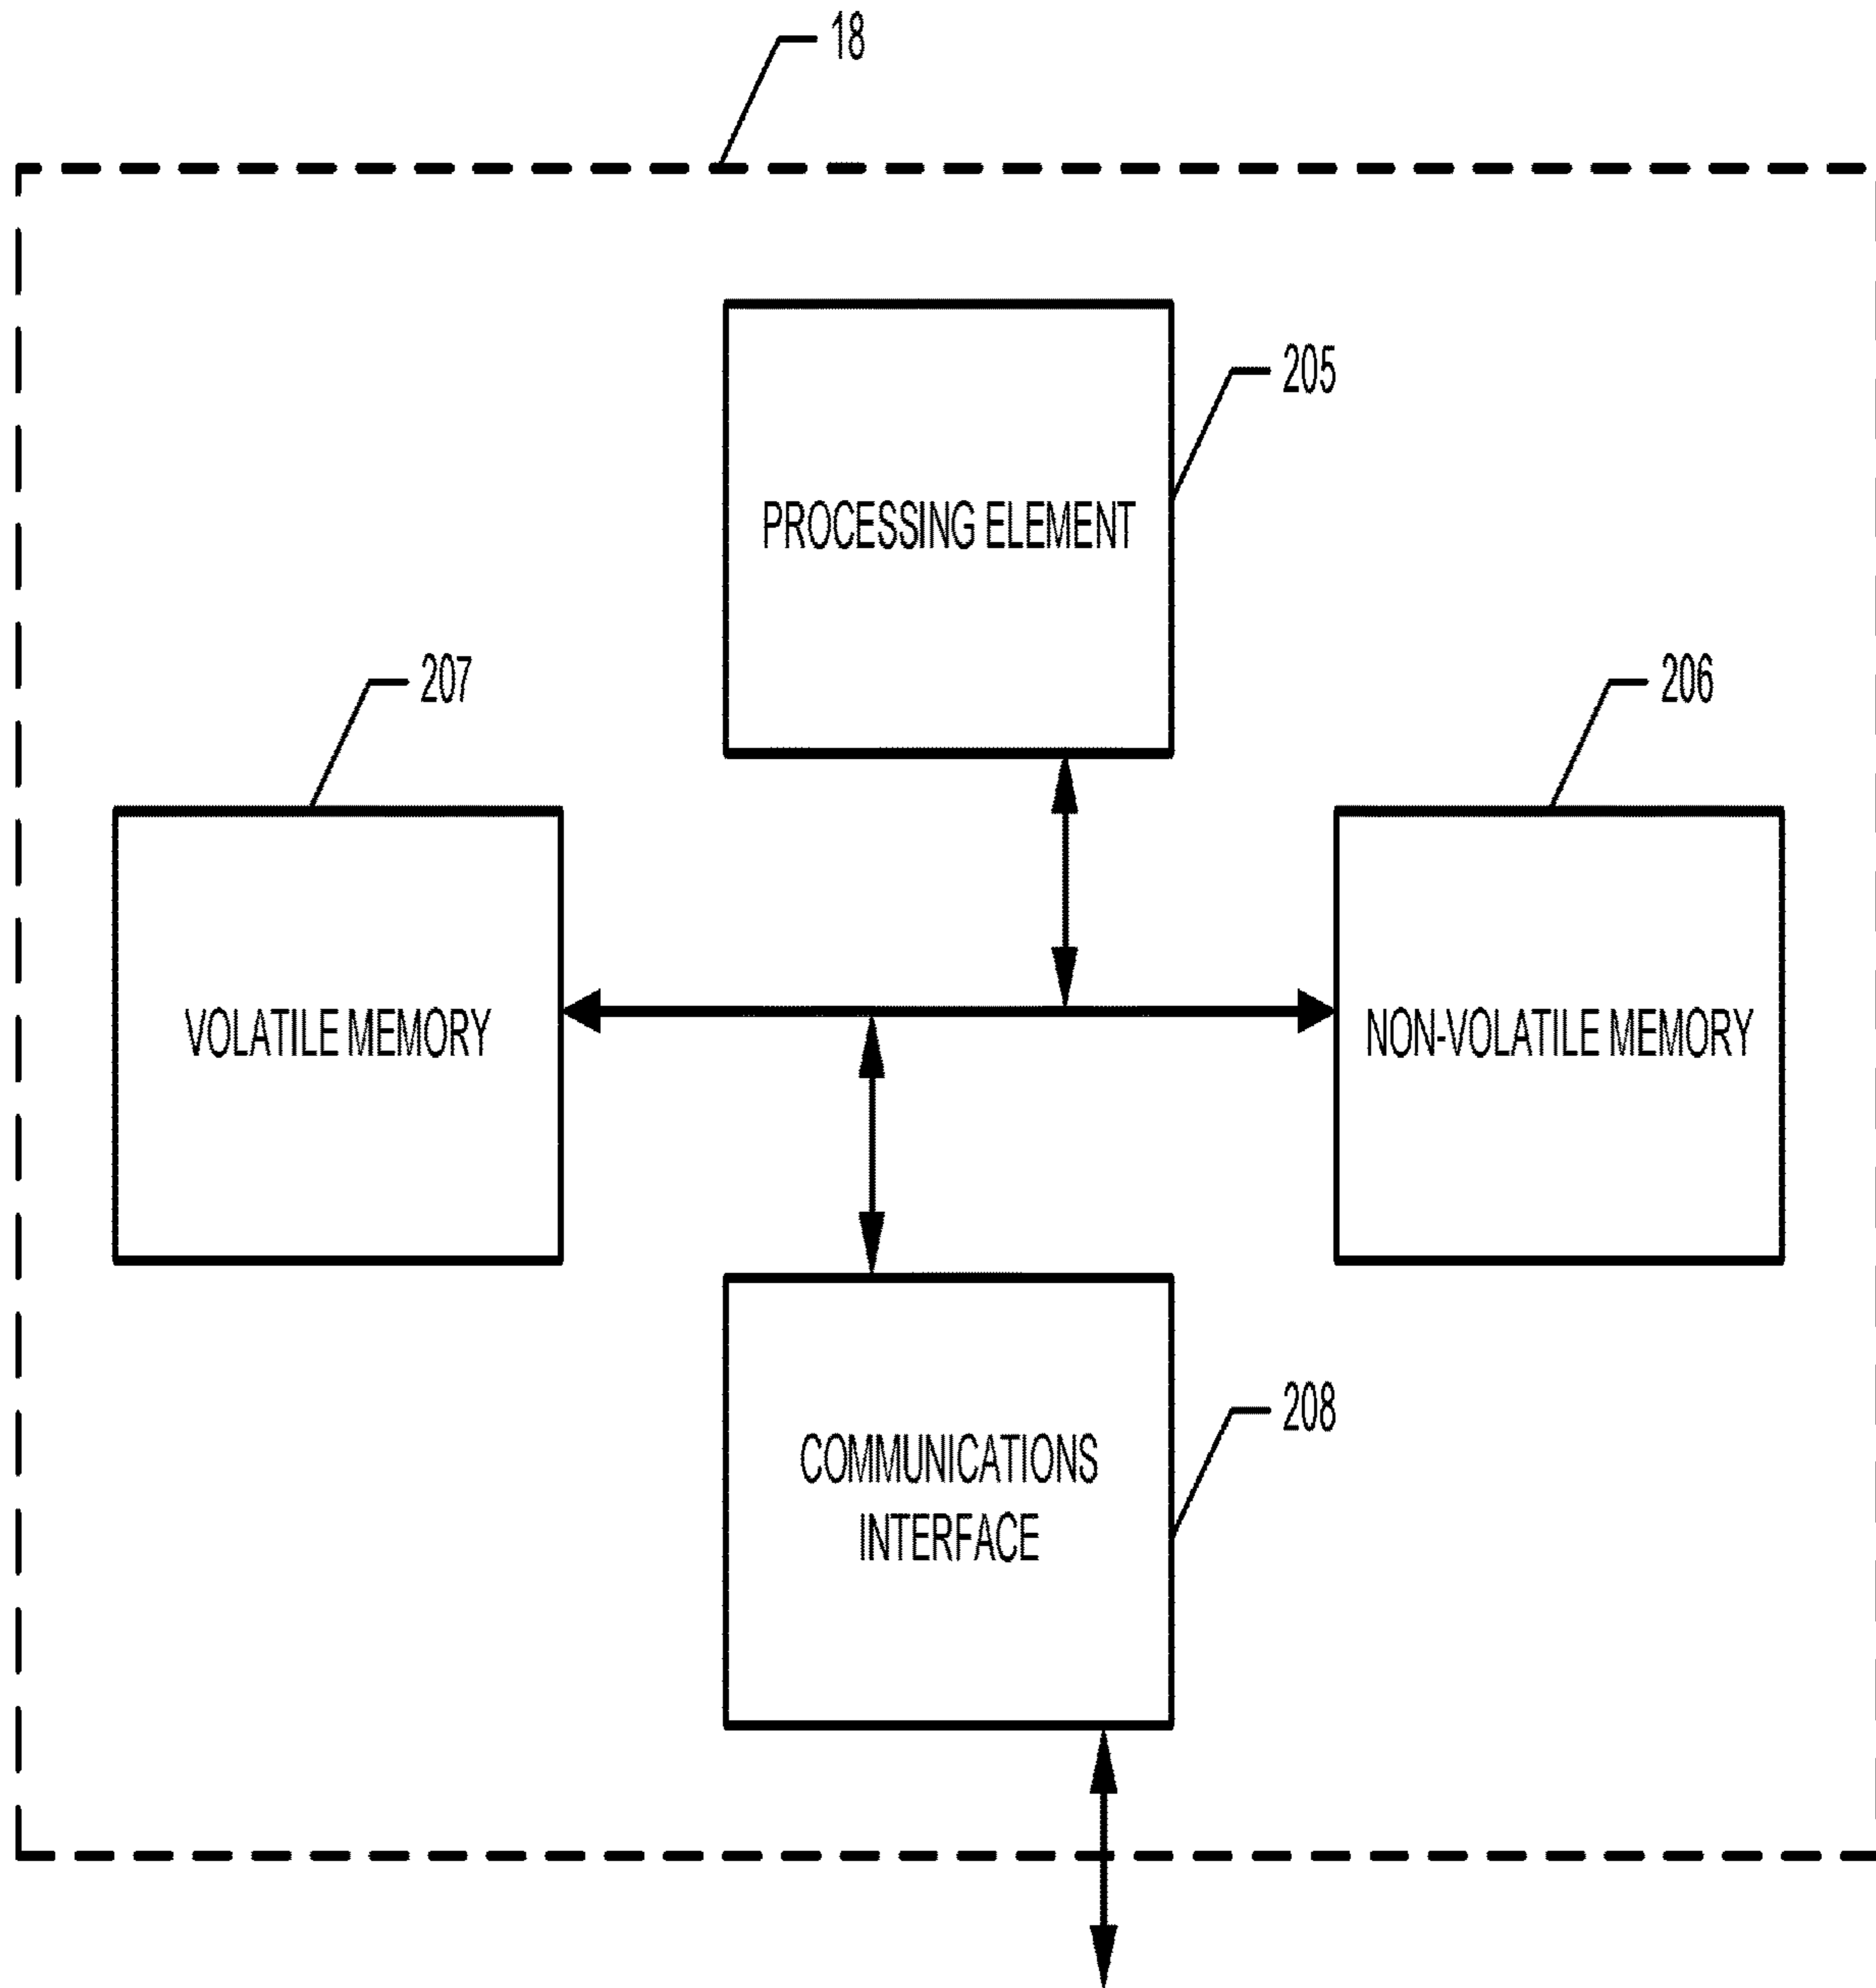 18
205
PROCESSING ELEMENT
207
206
VOLATILE MEMORY
NON-VOLATILE MEMORY
208
COMMUNICATIONS
INTERFACE